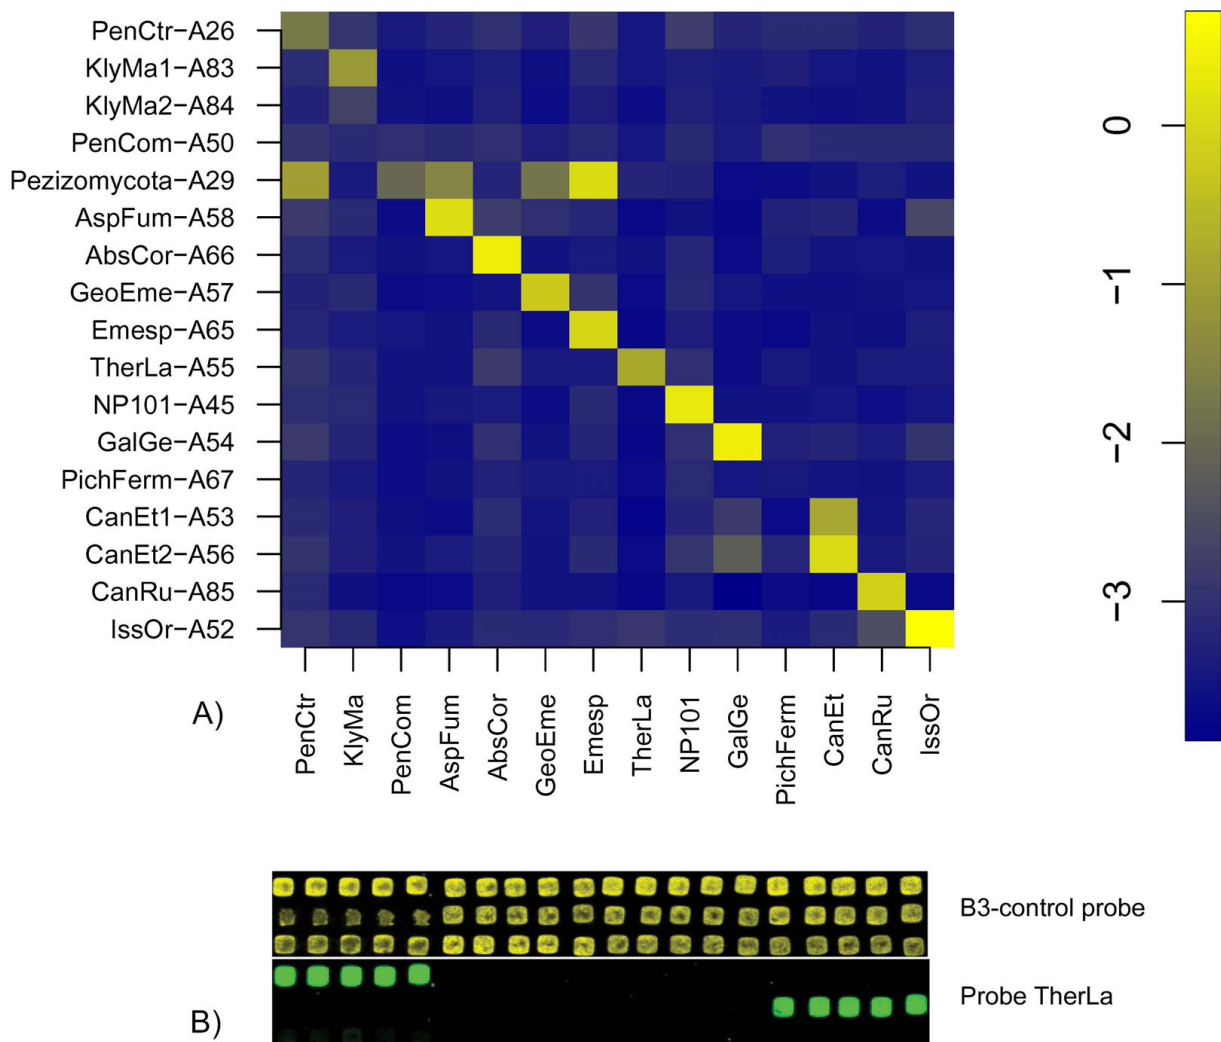 PenCtr−A26
KlyMa1−A83
KlyMa2−A84
PenCom−A50
Pezizomycota−A29
AspFum−A58
AbsCor−A66
GeoEme−A57
Emesp−A65
TherLa−A55
NP101−A45
GalGe−A54
PichFerm−A67
CanEt1−A53
CanEt2−A56
CanRu−A85
IssOr−A52
0
−1
−2
−3
A)
PenCtr
KlyMa
PenCom
AspFum
AbsCor
GeoEme
Emesp
TherLa
NP101
GalGe
PichFerm
CanEt
CanRu
IssOr
B3-control probe
Probe TherLa
B)